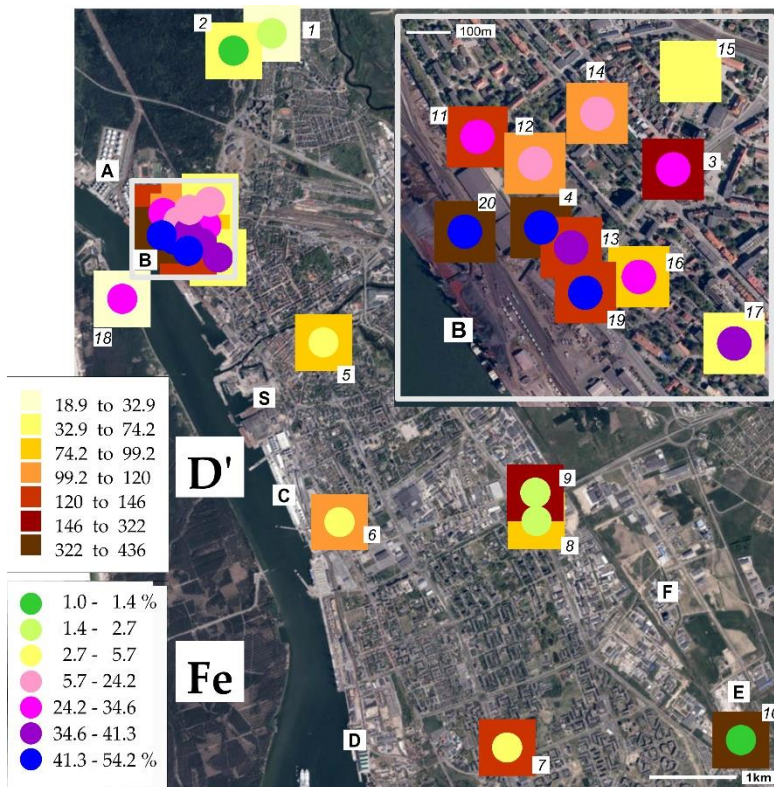 2
1
100m
15
14
11
12
3
A
20
4
13
16
B
17
B
19
18
5
S
18.9 to 32.9
32.9 to 74.2
74.2 to 99.2
99.2 to 120
120 to 146
146 to 322
322 to 436
D'
C
9
6
8
1.0 - 1.4 %
1.4 - 2.7
2.7 - 5.7
5.7 - 24.2
24.2 - 34.6
34.6 - 41.3
41.3 - 54.2 %
Fe
F
E
10
D
7
1km